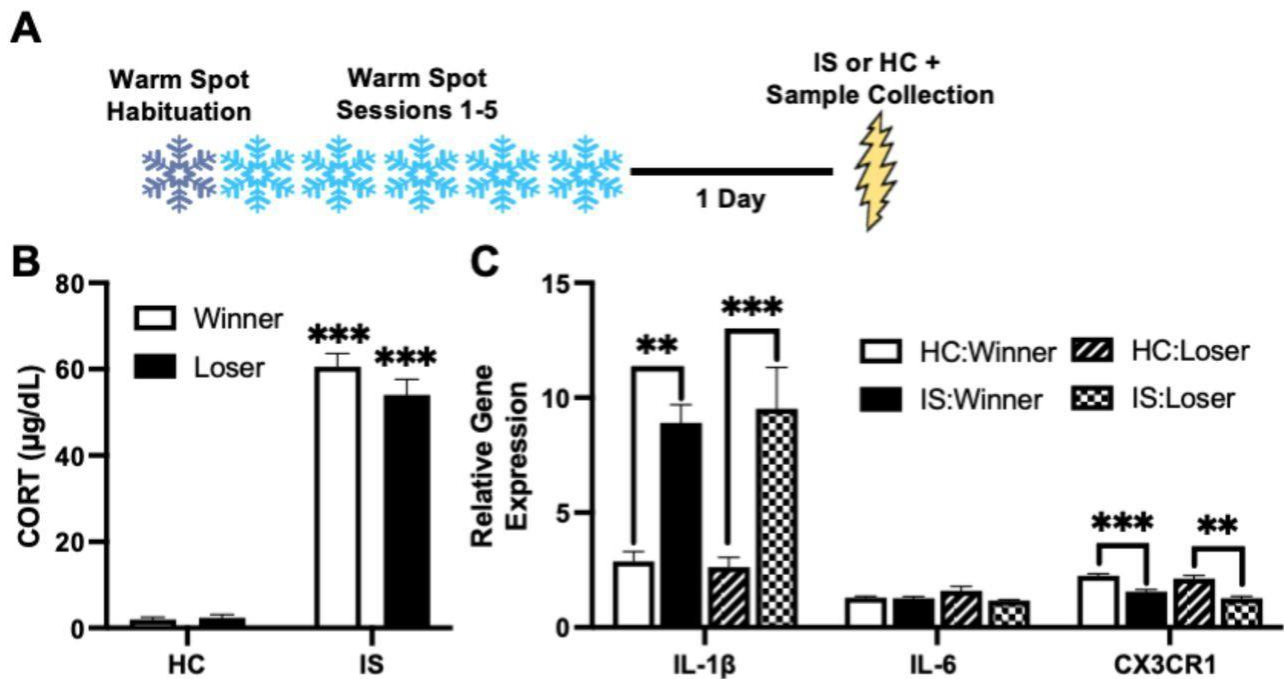 A
Warm Spot
Habituation
Warm Spot
Sessions 1-5
IS or HC +
Sample Collection
1 Day
B
80
60
40
20
0
CORT (µg/dL)
Winner
Loser
***
***
HC
IS
C
15
10
5
0
Relative Gene
Expression
**
***
HC:Winner
HC:Loser
IS:Winner
IS:Loser
***
**
IL-1β
IL-6
CX3CR1